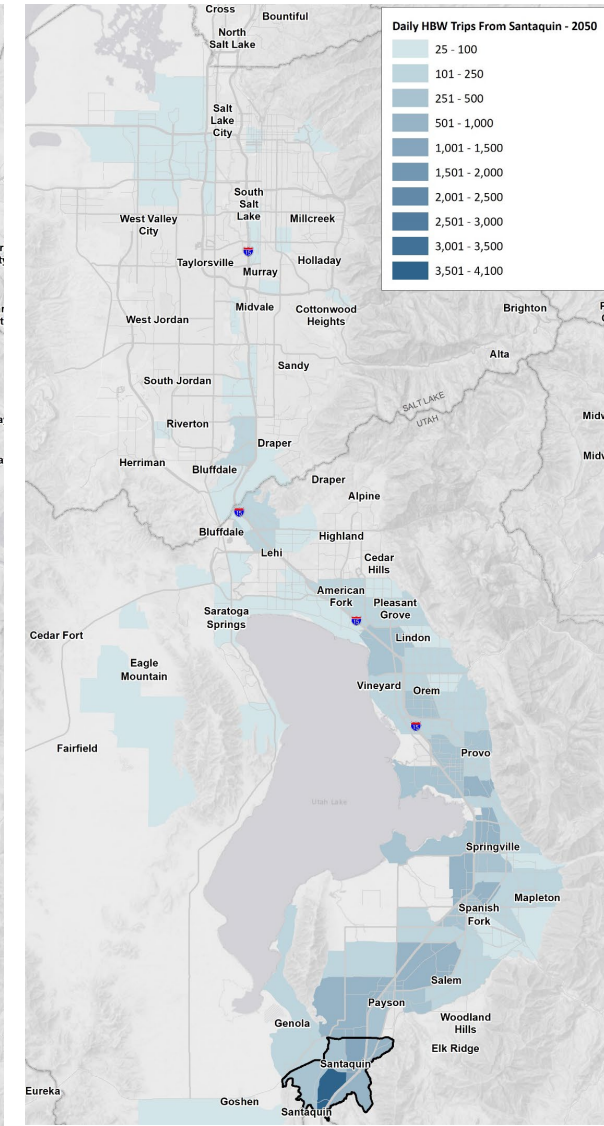 Cross
Bountiful
North
Salt Lake
Daily HBW Trips From Santaquin - 2050
25 - 100
101 - 250
251 - 500
501 - 1,000
1,001 - 1,500
1,501 - 2,000
2,001 - 2,500
2,501 - 3,000
3,001 - 3,500
3,501 - 4,100
Salt
Lake
City
South
Salt
Lake
West Valley
City
Millcreek
15
Taylorsville
Murray
Holladay
Midvale
Cottonwood
Heights
West Jordan
Brighton
Alta
Sandy
South Jordan
SALT LAKE
UTAH
Riverton
Draper
Herriman
Bluffdale
Draper
Alpine
15
Bluffdale
Highland
Lehi
Cedar
Hills
American
Fork
Pleasant
Grove
Saratoga
Springs
15
Lindon
Cedar Fort
Eagle
Mountain
Vineyard
Orem
15
Fairfield
Provo
Utah Lake
Springville
Mapleton
Spanish
Fork
Salem
Payson
Genola
Woodland
Hills
Elk Ridge
Santaquin
Eureka
Goshen
Santaquin